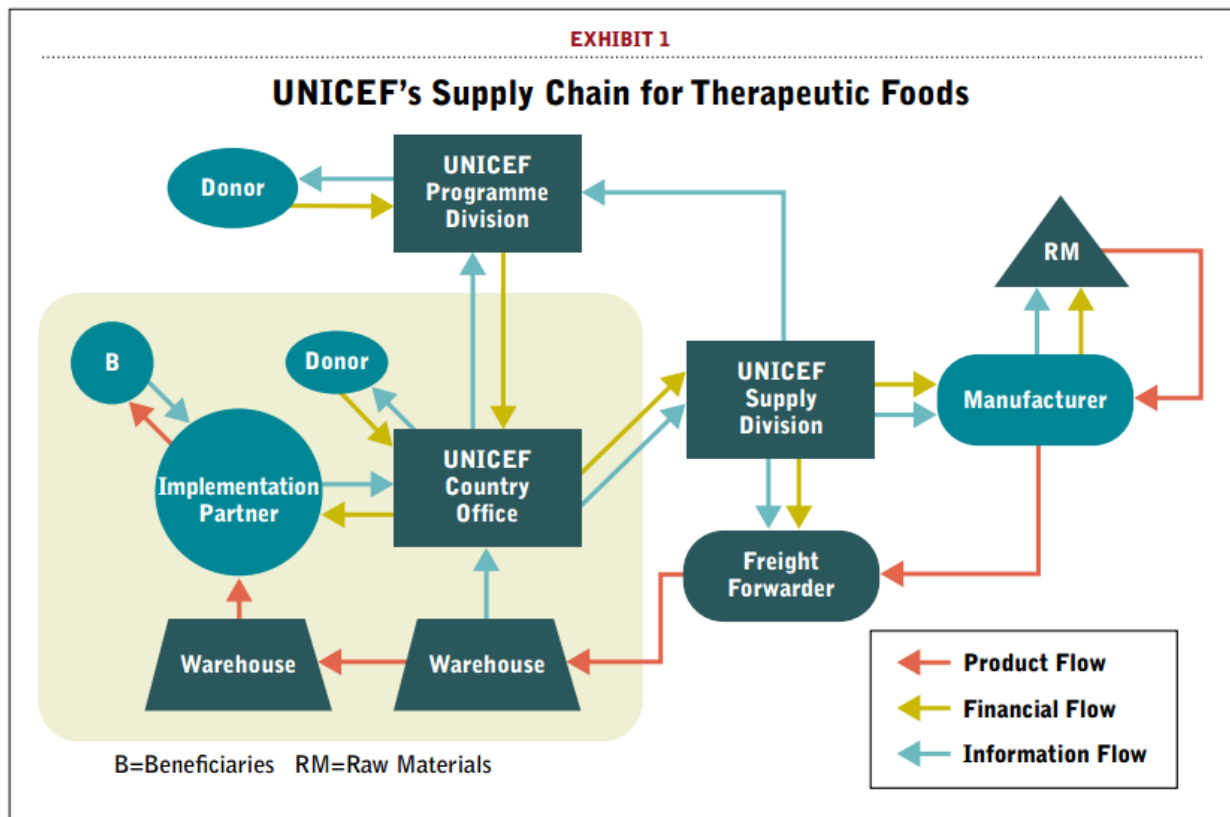 EXHIBIT 1
UNICEF's Supply Chain for Therapeutic Foods
Donor
UNICEF
Programme
Division
RM
B
Donor
UNICEF
Supply
Division
Manufacturer
Implementation
Partner
UNICEF
Country
Office
Freight
Forwarder
Warehouse
Warehouse
Product Flow
Financial Flow
Information Flow
B=Beneficiaries RM=Raw Materials